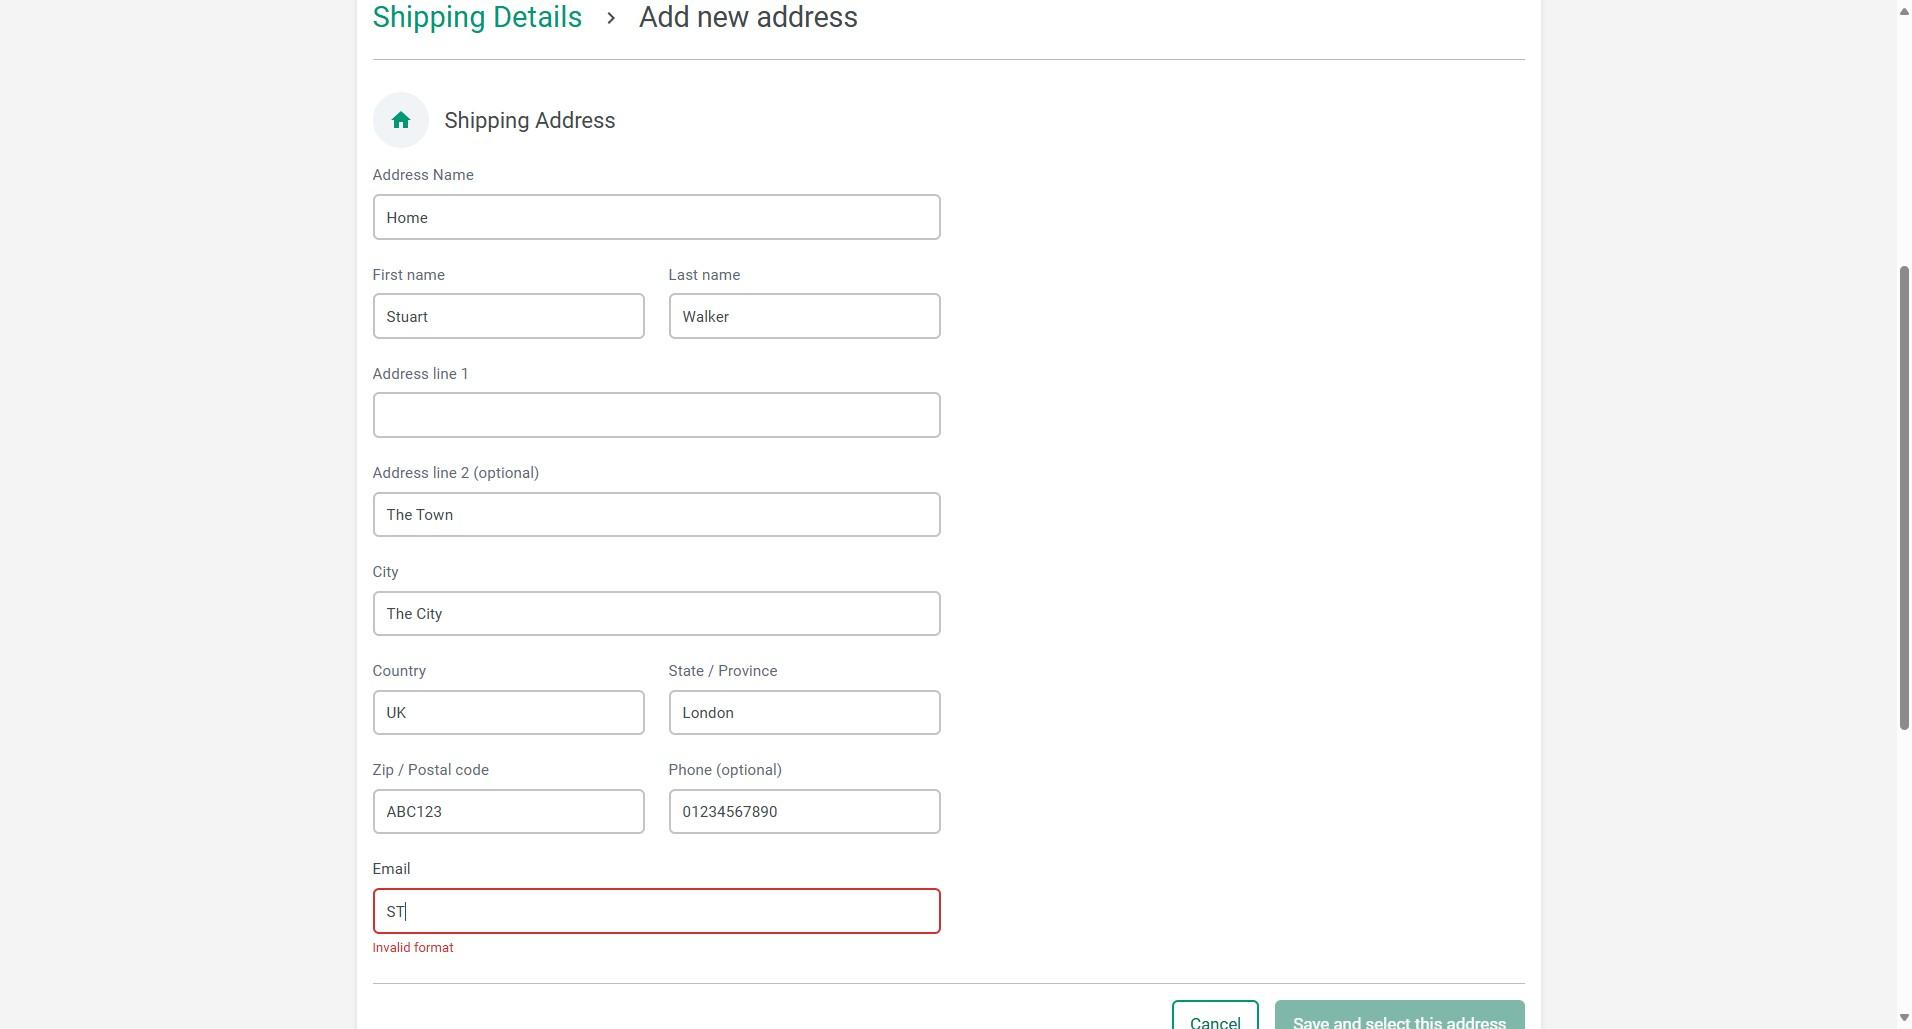 Shipping Details > Add new address
Shipping Address
Address Name
Home
First name Last name
Stuart Walker
Address line 1
Address line 2 (optional)
The Town
City
The City
Country State / Province
UK London
Zip / Postal code Phone (optional)
ABC123 01234567890
Email
ST
Invalid format
Cancel Save and select this address